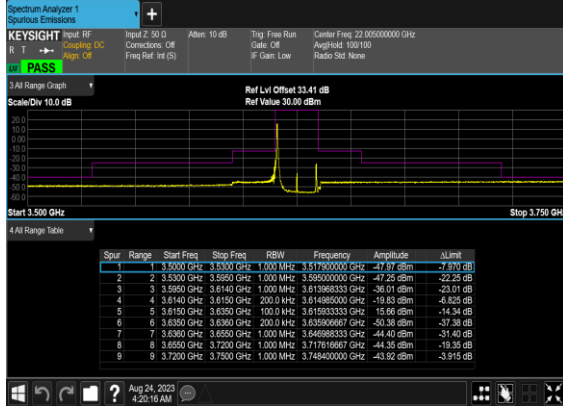 Spectrum Analyzer 1
Spurious Emissions
KEYSIGHT Input: RF Input Z: 50 Ω Atten: 10 dB Trig: Free Run Center Freq: 22.005000000 GHz
R T Coupling: DC Corrections: Off Gate: Off Avg|Hold: 100/100
Align: Off Freq Ref: Int (S) IF Gain: Low Radio Std: None
PASS
3 All Range Graph
Ref Lvl Offset 33.41 dB
Scale/Div 10.0 dB Ref Value 30.00 dBm
20.0
10.0
0.00
-10.0
-20.0
-30.0
-40.0
-50.0
-60.0
Start 3.500 GHz Stop 3.750 GHz
4 All Range Table
Spur Range Start Freq Stop Freq RBW Frequency Amplitude ΔLimit
1 1 3.5000 GHz 3.5300 GHz 1.000 MHz 3.517900000 GHz -47.97 dBm -7.970 dB
2 2 3.5300 GHz 3.5950 GHz 1.000 MHz 3.595000000 GHz -47.25 dBm -22.25 dB
3 3 3.5950 GHz 3.6140 GHz 1.000 MHz 3.613968333 GHz -36.01 dBm -23.01 dB
4 4 3.6140 GHz 3.6150 GHz 200.0 kHz 3.614985000 GHz -19.83 dBm -6.825 dB
5 5 3.6150 GHz 3.6350 GHz 100.0 kHz 3.615933333 GHz 15.66 dBm -14.34 dB
6 6 3.6350 GHz 3.6360 GHz 200.0 kHz 3.635906667 GHz -50.38 dBm -37.38 dB
7 7 3.6360 GHz 3.6550 GHz 1.000 MHz 3.646988333 GHz -44.40 dBm -31.40 dB
8 8 3.6550 GHz 3.7200 GHz 1.000 MHz 3.717616667 GHz -44.35 dBm -19.35 dB
9 9 3.7200 GHz 3.7500 GHz 1.000 MHz 3.748400000 GHz -43.92 dBm -3.915 dB
Aug 24, 2023
4:20:16 AM